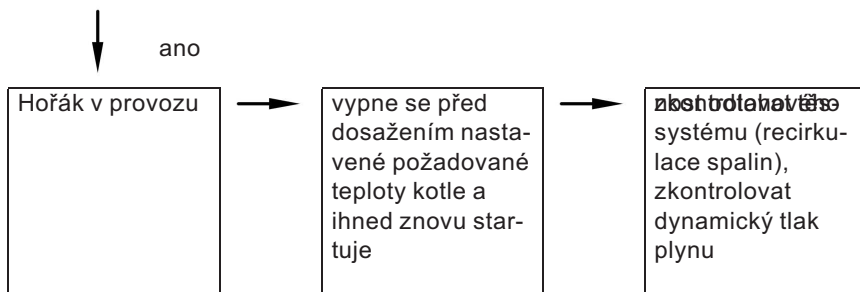 ano
Hořák v provozu
vypne se před
dosažením nasta-
vené požadované
teploty kotle a
ihned znovu star-
tuje
systému (recirku-
lace spalin),
zkontrolovat
dynamický tlak
plynu